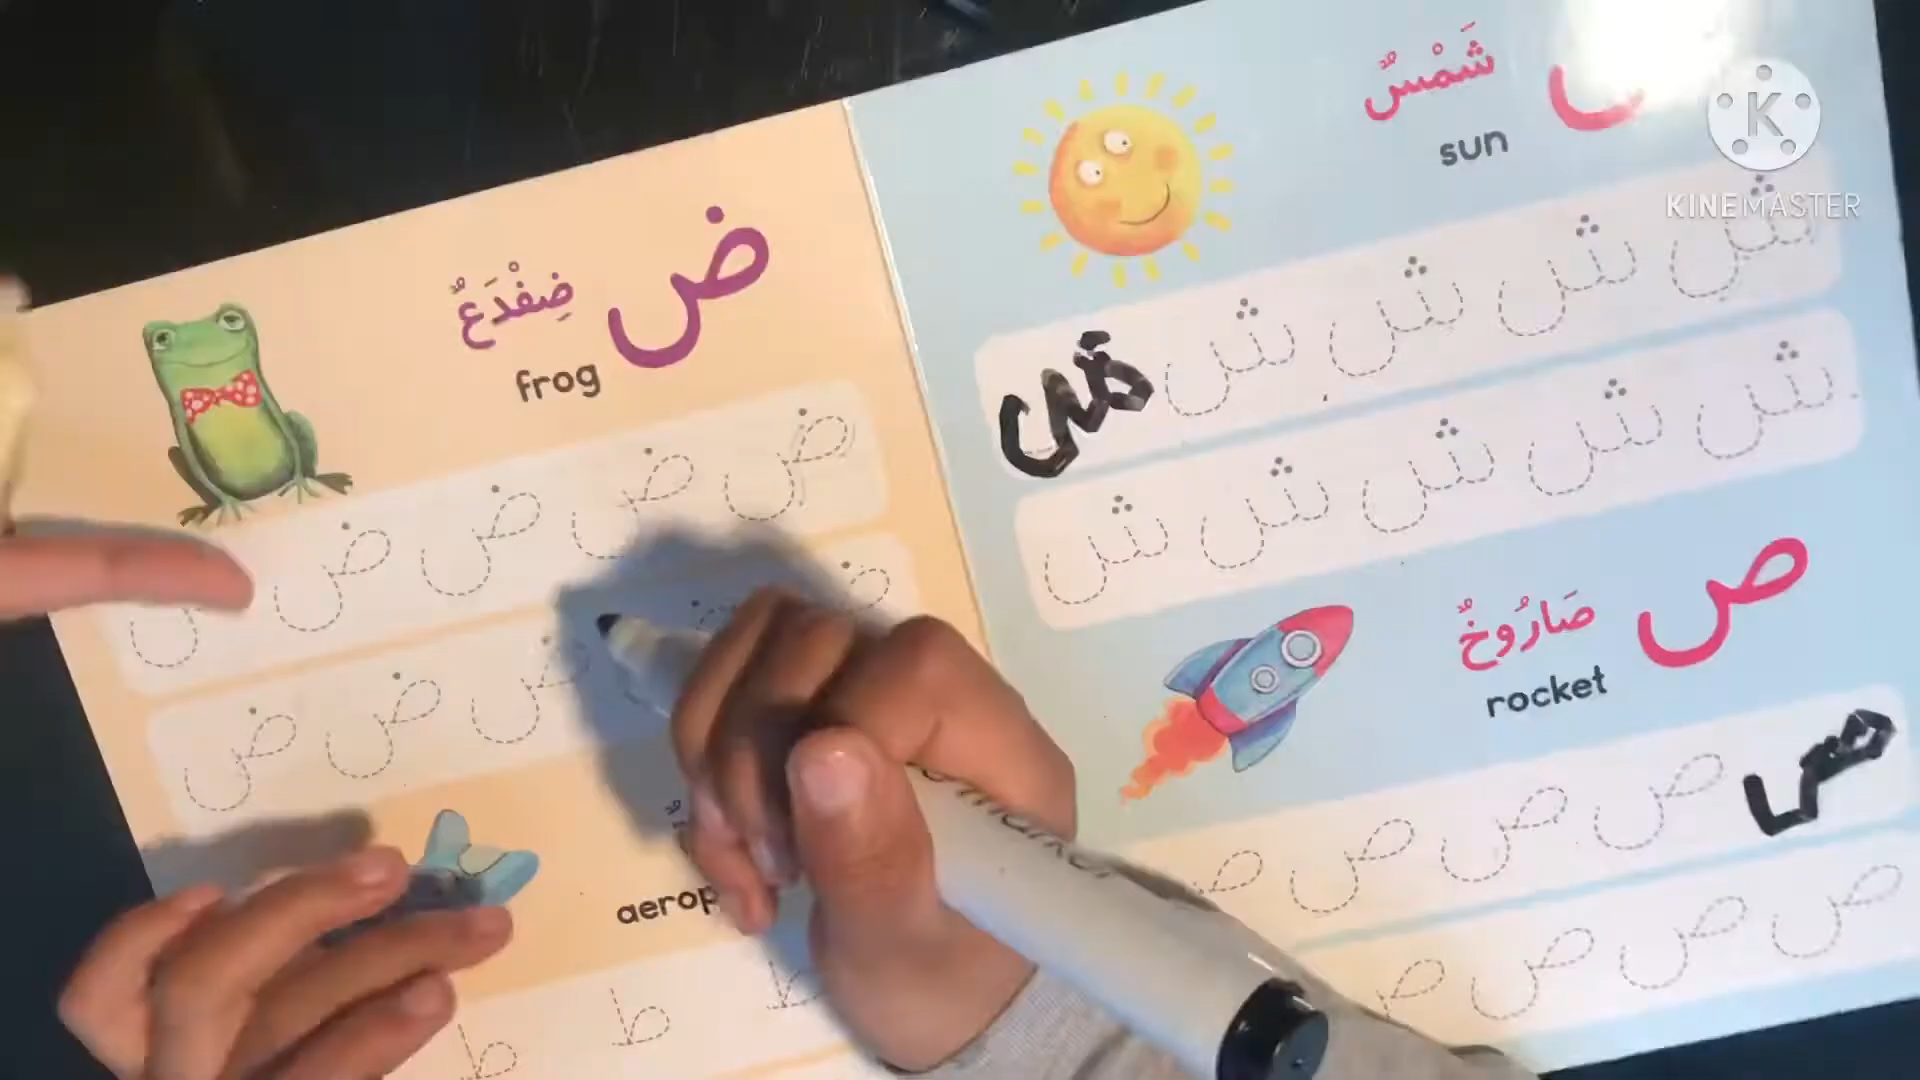 شَمْسٌ
sun
ش ش ش ش ش
ش ش ش ش ش
ص
صَارُوخٌ
rocket
ص ص ص ص ص
ص ص ص ص
ض
ضِفْدَعٌ
frog
ض ض ض ض
ض ض ض
aerop
ط ط ط
K
KINEMASTER